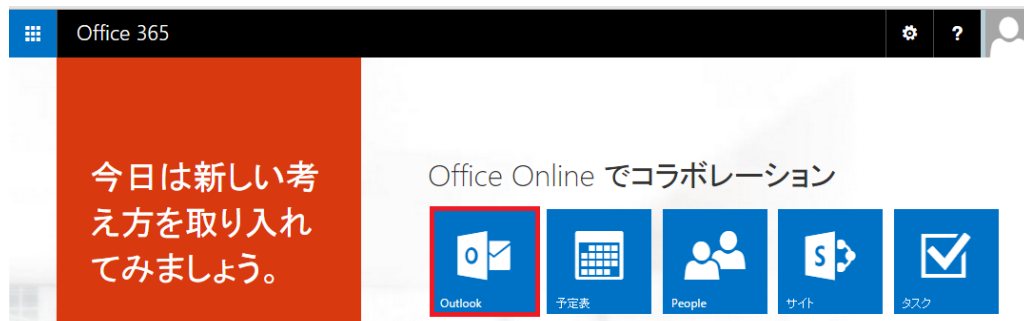 Office 365
?
今日は新しい考
え方を取り入れ
てみましょう。
Office Online でコラボレーション
Outlook
予定表
People
サイト
タスク